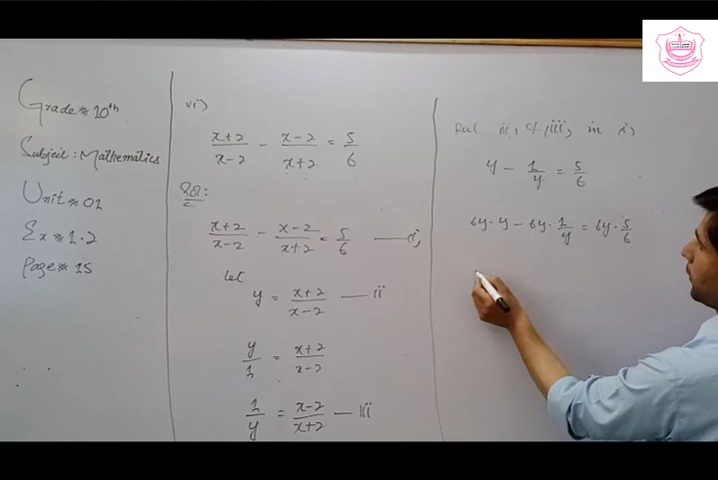 Grade * 10th
Subject : Mathematics
Unit * 01
Ex * 1.2
Page * 15
vi)
x+2/x-2 - x-2/x+2 = 5/6
Sol:
x+2/x-2 - x-2/x+2 = 5/6 — i,
let
y = x+2/x-2 — ii
y/1 = x+2/x-2
1/y = x-2/x+2 — iii
Put ii, & iii, in i,
y - 1/y = 5/6
6y·y - 6y·1/y = 6y·5/6